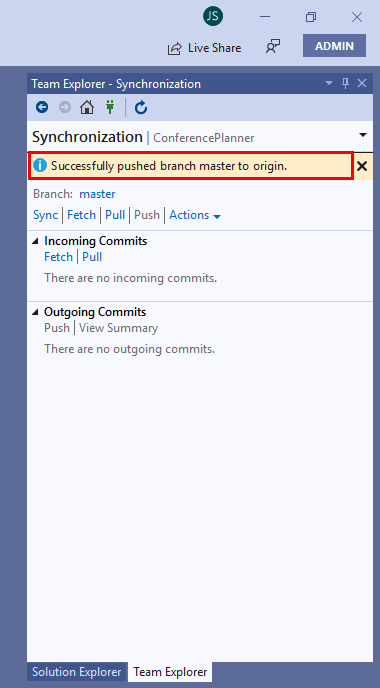 JS
Live Share
ADMIN
Team Explorer - Synchronization
Synchronization | ConferencePlanner
Successfully pushed branch master to origin.
Branch: master
Sync | Fetch | Pull | Push | Actions
Incoming Commits
Fetch | Pull
There are no incoming commits.
Outgoing Commits
Push | View Summary
There are no outgoing commits.
Solution Explorer Team Explorer